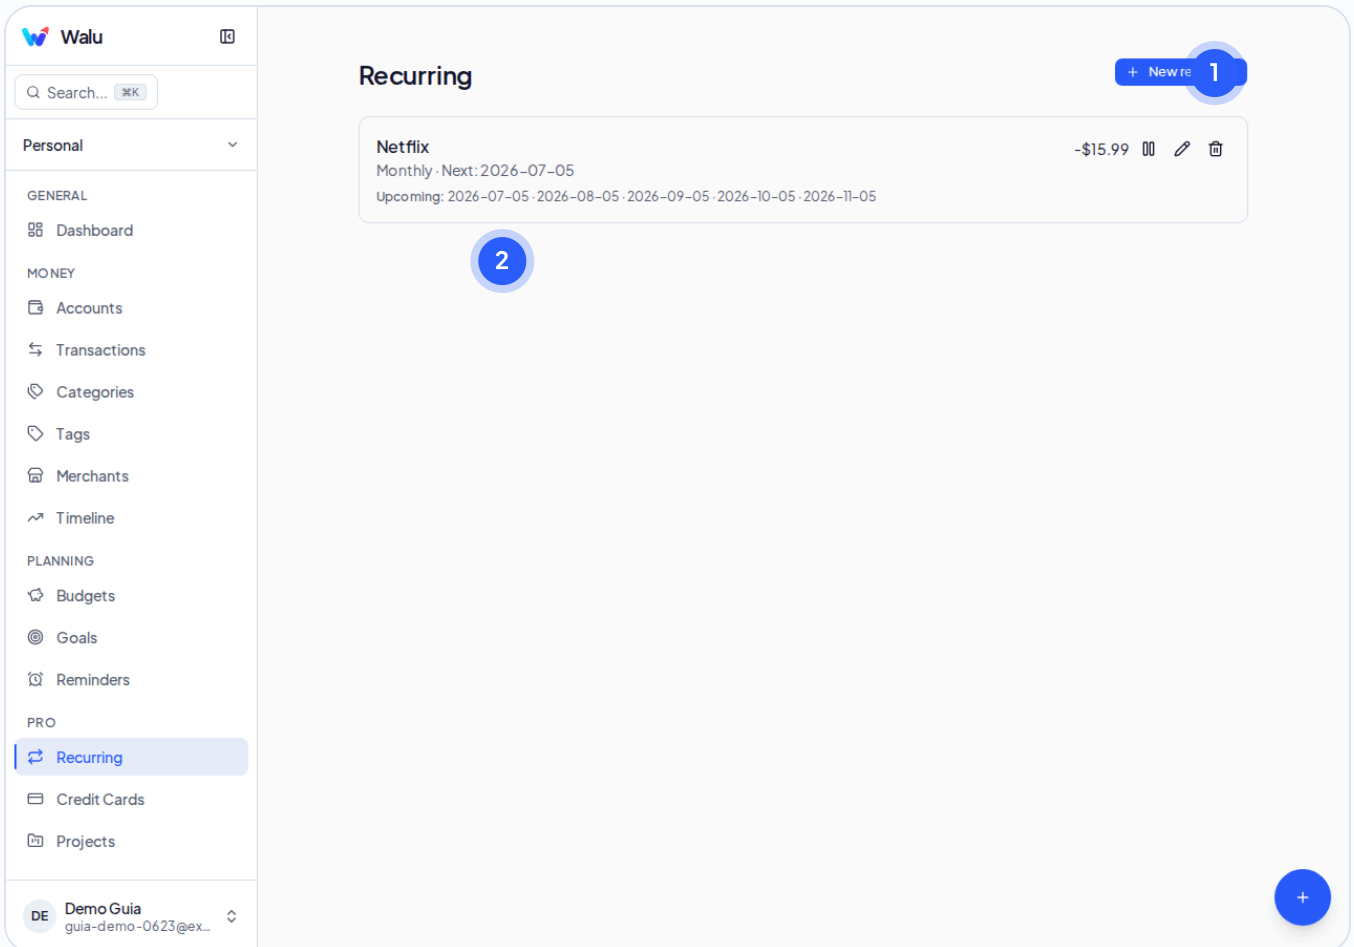 Walu
Search... ⌘K
Personal
GENERAL
Dashboard
MONEY
Accounts
Transactions
Categories
Tags
Merchants
Timeline
PLANNING
Budgets
Goals
Reminders
PRO
Recurring
Credit Cards
Projects
DE
Demo Guia
guia-demo-0623@ex...
Recurring
+ New re
1
Netflix
-$15.99
Monthly · Next: 2026-07-05
Upcoming: 2026-07-05 · 2026-08-05 · 2026-09-05 · 2026-10-05 · 2026-11-05
2
+